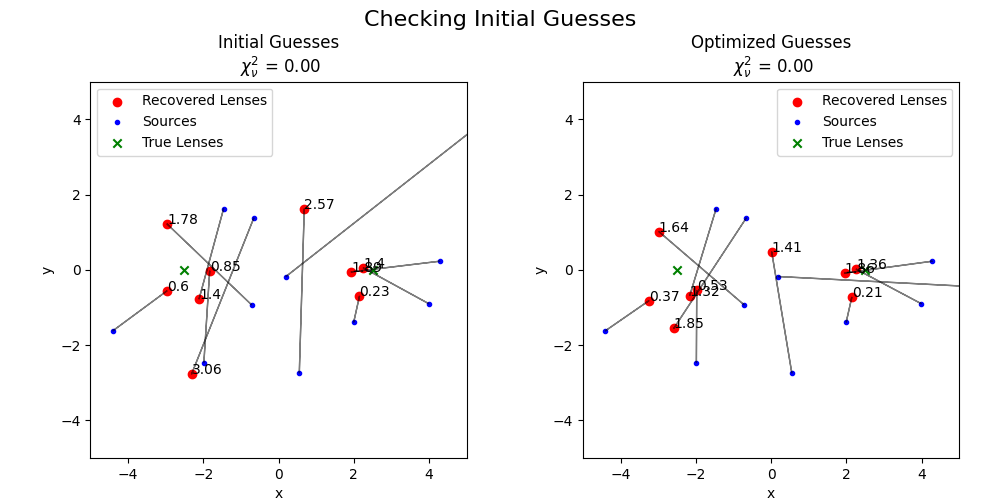 Checking Initial Guesses
Initial Guesses
χ²ᵥ = 0.00
Recovered Lenses
Sources
True Lenses
4
2
0
−2
−4
y
−4
−2
0
2
4
x
1.78
2.57
0.85
1.4
0.6
1.4
0.23
3.06
Optimized Guesses
χ²ᵥ = 0.00
Recovered Lenses
Sources
True Lenses
4
2
0
−2
−4
y
−4
−2
0
2
4
x
1.64
1.41
1.36
0.53
0.37
0.21
1.85